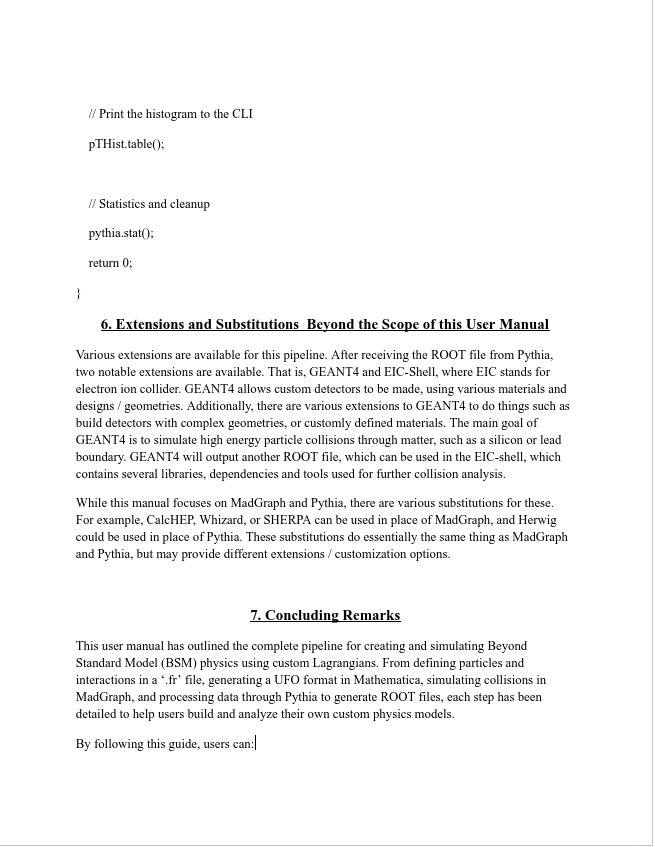 // Print the histogram to the CLI
pTHist.table();
// Statistics and cleanup
pythia.stat();
return 0;
}
6. Extensions and Substitutions  Beyond the Scope of this User Manual
Various extensions are available for this pipeline. After receiving the ROOT file from Pythia,
two notable extensions are available. That is, GEANT4 and EIC-Shell, where EIC stands for
electron ion collider. GEANT4 allows custom detectors to be made, using various materials and
designs / geometries. Additionally, there are various extensions to GEANT4 to do things such as
build detectors with complex geometries, or customly defined materials. The main goal of
GEANT4 is to simulate high energy particle collisions through matter, such as a silicon or lead
boundary. GEANT4 will output another ROOT file, which can be used in the EIC-shell, which
contains several libraries, dependencies and tools used for further collision analysis.
While this manual focuses on MadGraph and Pythia, there are various substitutions for these.
For example, CalcHEP, Whizard, or SHERPA can be used in place of MadGraph, and Herwig
could be used in place of Pythia. These substitutions do essentially the same thing as MadGraph
and Pythia, but may provide different extensions / customization options.
7. Concluding Remarks
This user manual has outlined the complete pipeline for creating and simulating Beyond
Standard Model (BSM) physics using custom Lagrangians. From defining particles and
interactions in a ‘.fr’ file, generating a UFO format in Mathematica, simulating collisions in
MadGraph, and processing data through Pythia to generate ROOT files, each step has been
detailed to help users build and analyze their own custom physics models.
By following this guide, users can: